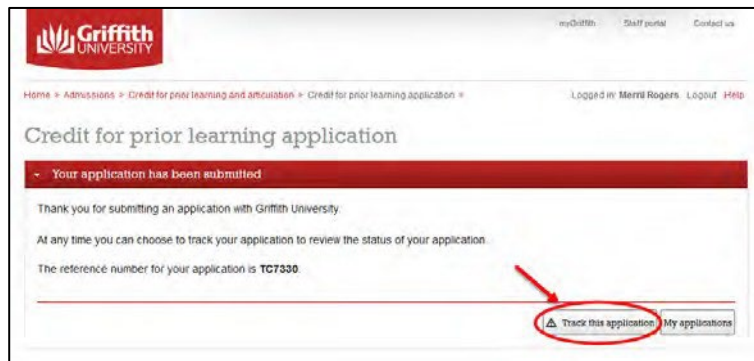 myGriffith Staff portal Contact us
Griffith
UNIVERSITY
Home > Admissions > Credit for prior learning and articulation > Credit for prior learning application > Logged in: Merril Rogers Logout Help
Credit for prior learning application
Your application has been submitted
Thank you for submitting an application with Griffith University.
At any time you can choose to track your application to review the status of your application.
The reference number for your application is TC7330.
Track this application My applications